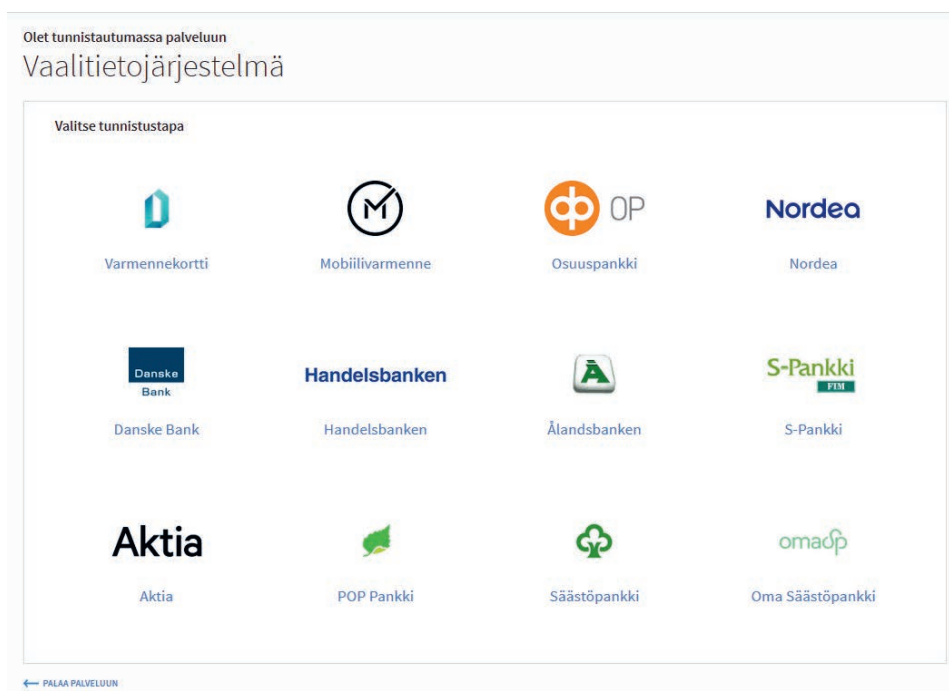 Olet tunnistautumassa palveluun
Vaalitietojärjestelmä
Valitse tunnistustapa
M OP Nordea
Varmennekortti Mobiilivarmenne Osuuspankki Nordea
Danske Bank Handelsbanken Å S-Pankki FIM
Danske Bank Handelsbanken Ålandsbanken S-Pankki
Aktia omasp
Aktia POP Pankki Säästöpankki Oma Säästöpankki
← PALAA PALVELUUN